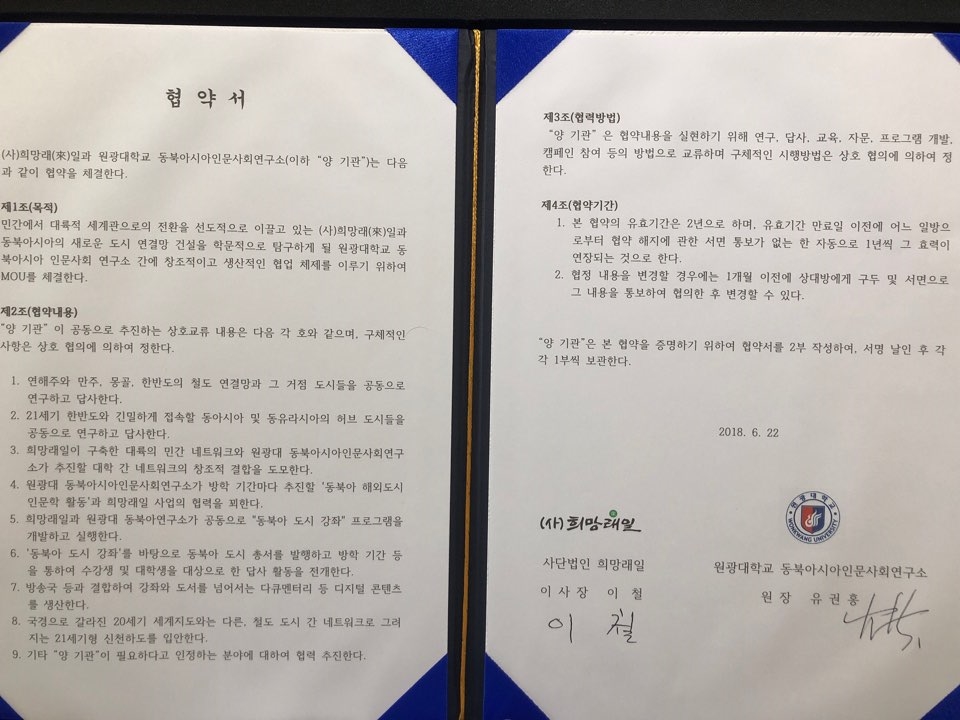 협 약 서
(사)희망래(來)일과 원광대학교 동북아시아인문사회연구소(이하 “양 기관”)는 다음
과 같이 협약을 체결한다.
제1조(목적)
민간에서 대륙적 세계관으로의 전환을 선도적으로 이끌고 있는 (사)희망래(來)일과
동북아시아의 새로운 도시 연결망 건설을 학문적으로 탐구하게 될 원광대학교 동
북아시아 인문사회 연구소 간에 창조적이고 생산적인 협업 체제를 이루기 위하여
MOU를 체결한다.
제2조(협약내용)
“양 기관” 이 공동으로 추진하는 상호교류 내용은 다음 각 호와 같으며, 구체적인
사항은 상호 협의에 의하여 정한다.
1. 연해주와 만주, 몽골, 한반도의 철도 연결망과 그 거점 도시들을 공동으로
연구하고 답사한다.
2. 21세기 한반도와 긴밀하게 접속할 동아시아 및 동유라시아의 허브 도시들을
공동으로 연구하고 답사한다.
3. 희망래일이 구축한 대륙의 민간 네트워크와 원광대 동북아시아인문사회연구
소가 추진할 대학 간 네트워크의 창조적 결합을 도모한다.
4. 원광대 동북아시아인문사회연구소가 방학 기간마다 추진할 '동북아 해외도시
인문학 활동'과 희망래일 사업의 협력을 꾀한다.
5. 희망래일과 원광대 동북아연구소가 공동으로 "동북아 도시 강좌" 프로그램을
개발하고 실행한다.
6. '동북아 도시 강좌'를 바탕으로 동북아 도시 총서를 발행하고 방학 기간 등
을 통하여 수강생 및 대학생을 대상으로 한 답사 활동을 전개한다.
7. 방송국 등과 결합하여 강좌와 도서를 넘어서는 다큐멘터리 등 디지털 콘텐츠
를 생산한다.
8. 국경으로 갈라진 20세기 세계지도와는 다른, 철도 도시 간 네트워크로 그려
지는 21세기형 신천하도를 입안한다.
9. 기타 “양 기관”이 필요하다고 인정하는 분야에 대하여 협력 추진한다.
제3조(협력방법)
“양 기관” 은 협약내용을 실현하기 위해 연구, 답사, 교육, 자문, 프로그램 개발,
캠페인 참여 등의 방법으로 교류하며 구체적인 시행방법은 상호 협의에 의하여 정
한다.
제4조(협약기간)
1. 본 협약의 유효기간은 2년으로 하며, 유효기간 만료일 이전에 어느 일방으
로부터 협약 해지에 관한 서면 통보가 없는 한 자동으로 1년씩 그 효력이
연장되는 것으로 한다.
2. 협정 내용을 변경할 경우에는 1개월 이전에 상대방에게 구두 및 서면으로
그 내용을 통보하여 협의한 후 변경할 수 있다.
“양 기관”은 본 협약을 증명하기 위하여 협약서를 2부 작성하여, 서명 날인 후 각
각 1부씩 보관한다.
2018. 6. 22
(사)희망래일
사단법인 희망래일
이 사 장 이 철
이 철
원광대학교
WONKWANG UNIVERSITY
원광대학교 동북아시아인문사회연구소
원 장 유 권 홍